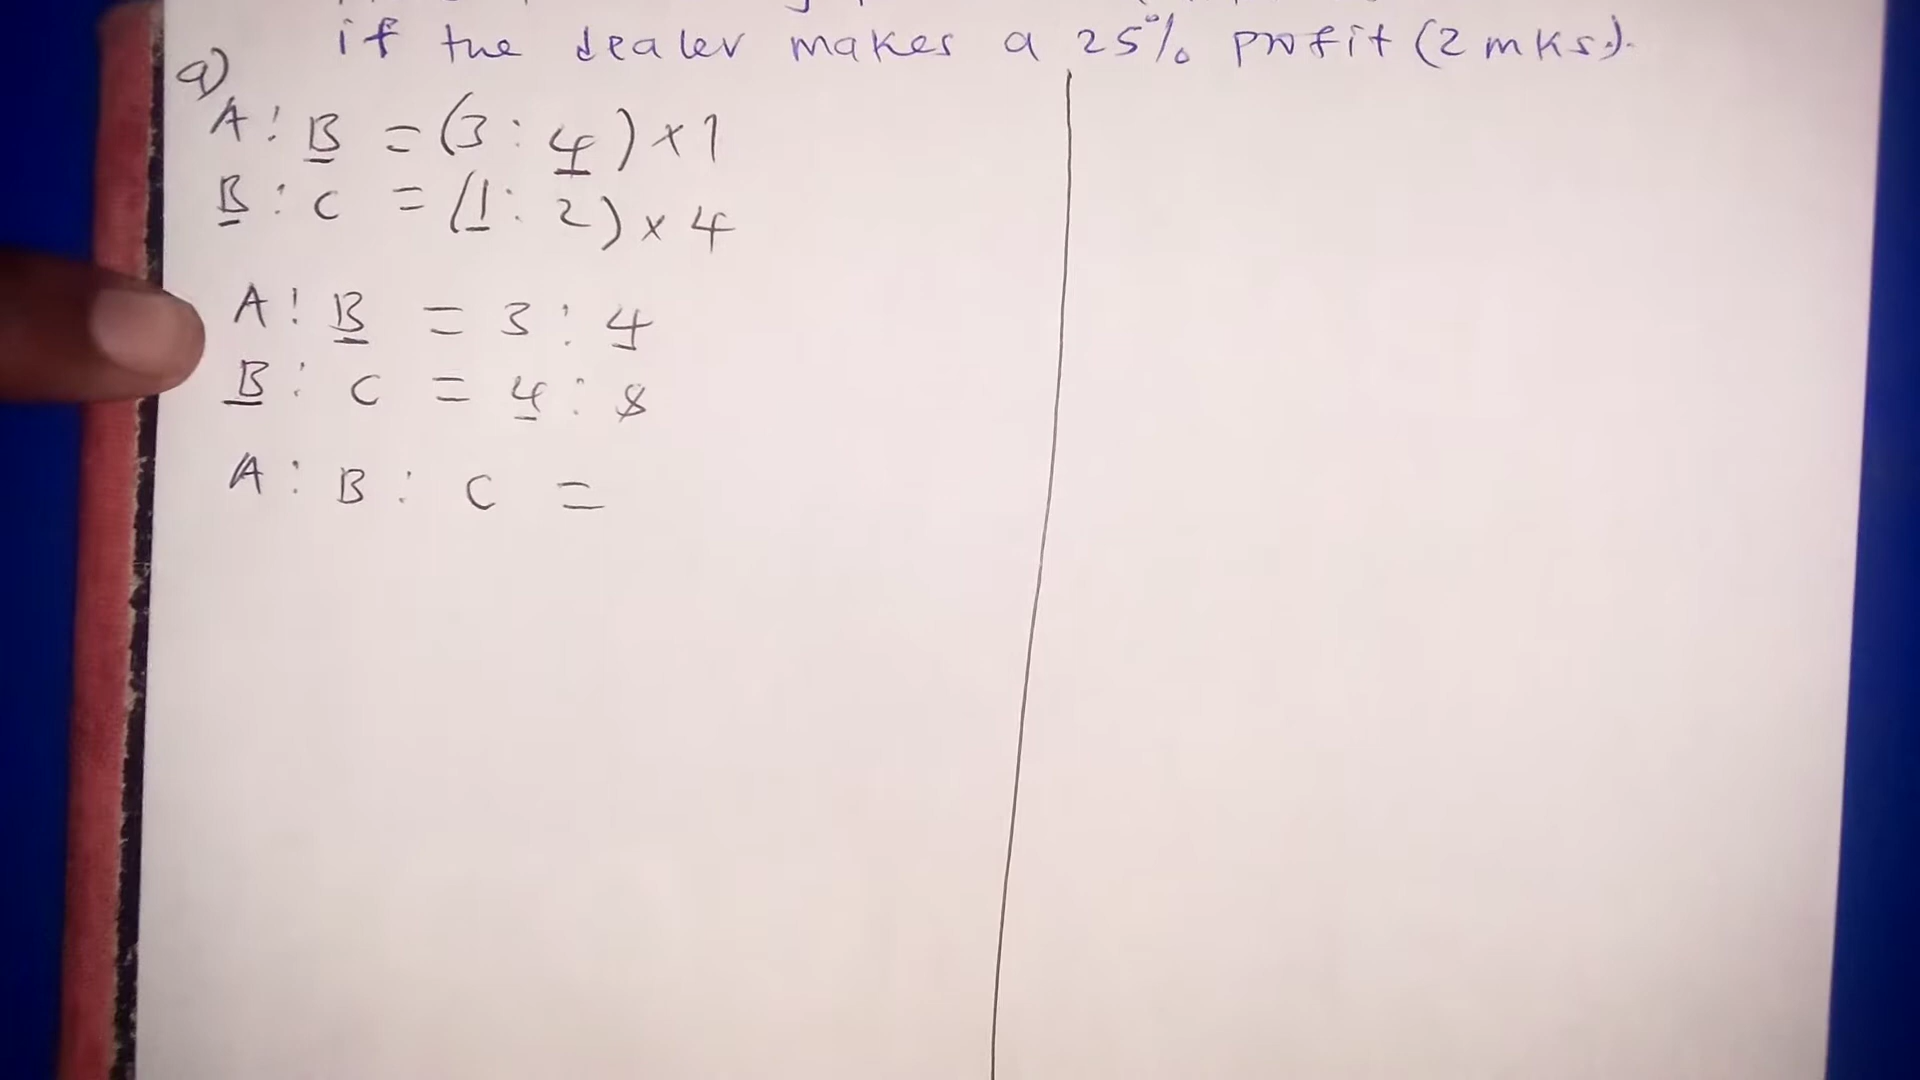 if the dealer makes a 25% profit (2 mks).
a)
A : B = (3 : 4) × 1
B : C = (1 : 2) × 4
A : B = 3 : 4
B : C = 4 : 8
A : B : C =